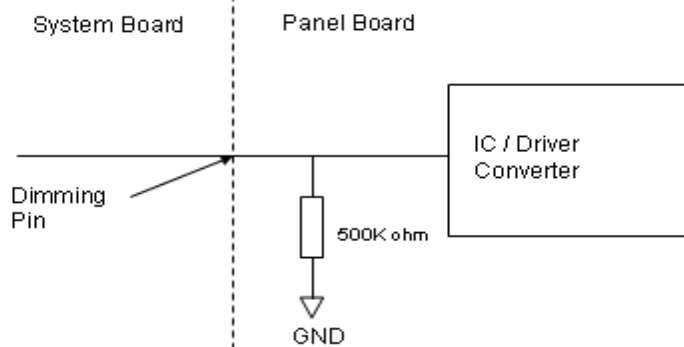 System Board
Panel Board
IC / Driver
Converter
Dimming
Pin
500K ohm
GND